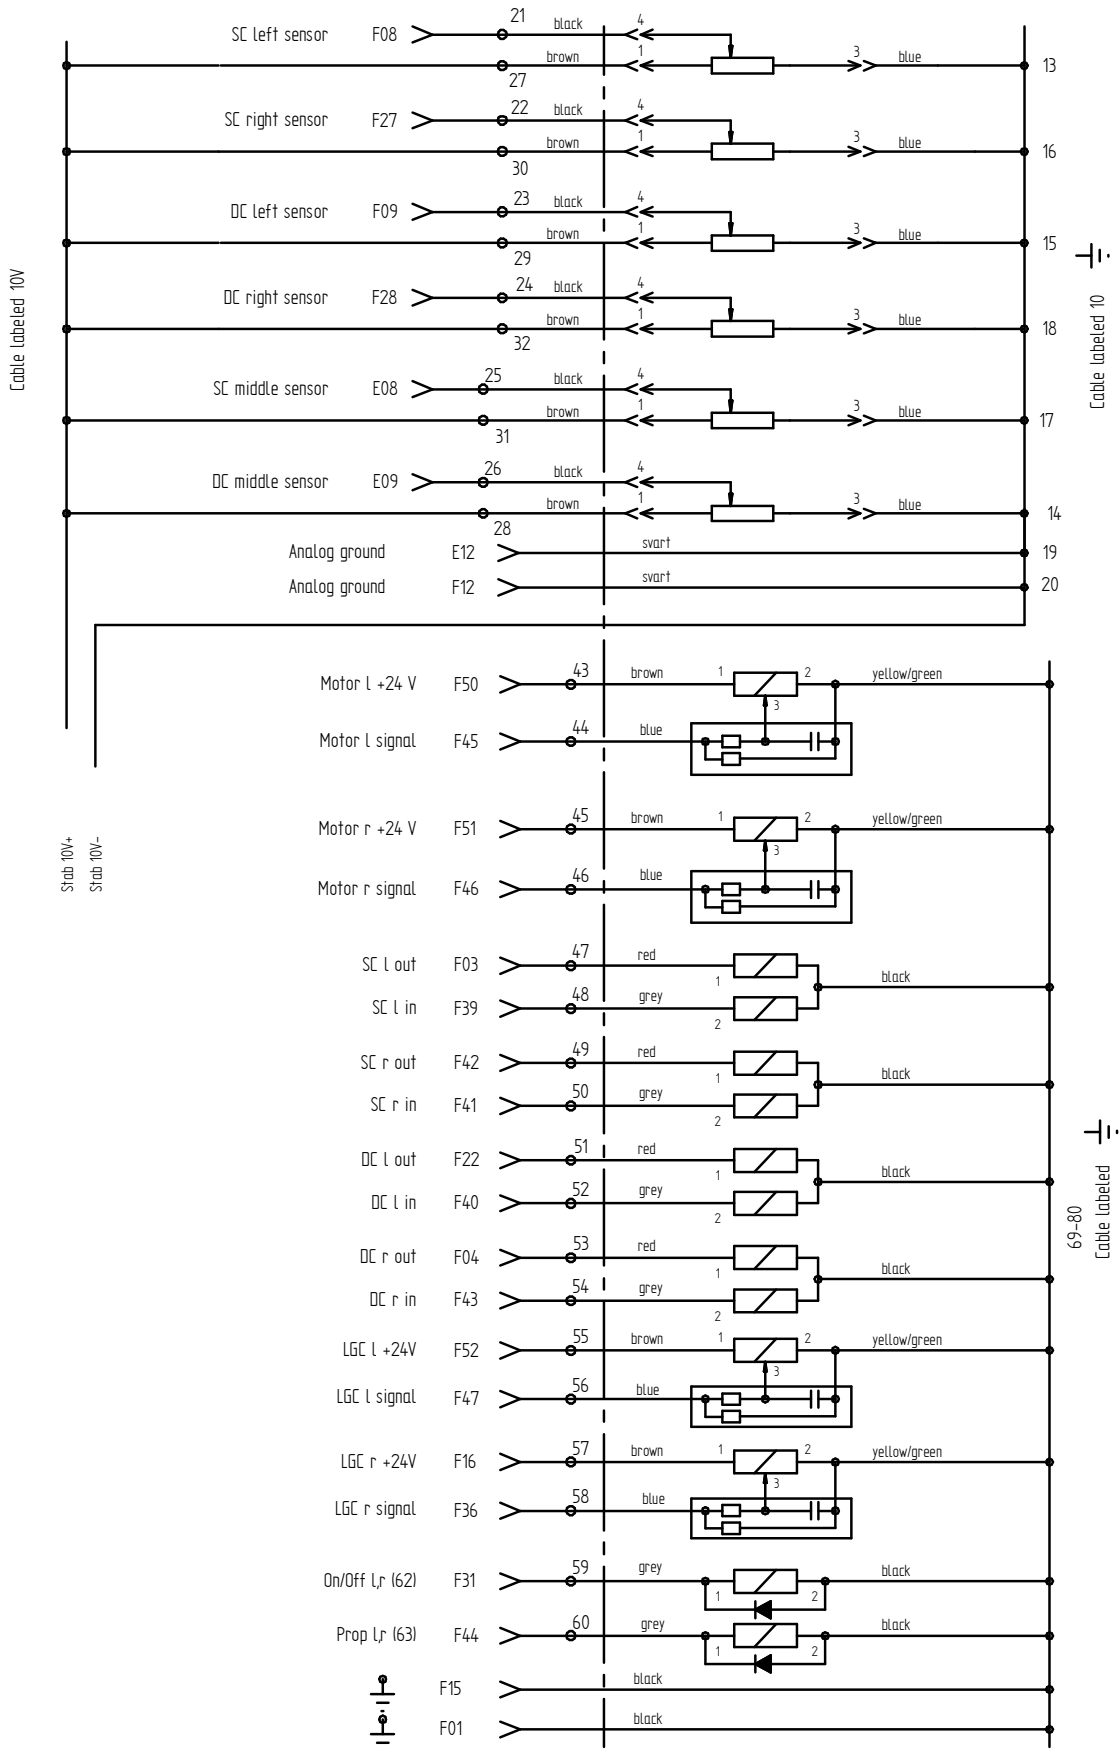 21
SC left sensor F08 black 4
brown 1 3 blue 13
27
22
SC right sensor F27 black 4
brown 1 3 blue 16
30
23
DC left sensor F09 black 4
brown 1 3 blue 15
29
24
DC right sensor F28 black 4
brown 1 3 blue 18
32
25
SC middle sensor E08 black 4
brown 1 3 blue 17
31
26
DC middle sensor E09 black 4
brown 1 3 blue 14
28
Analog ground E12 svart 19
Analog ground F12 svart 20
Cable labeled 10V
Cable labeled 10
Stab 10V+
Stab 10V-
Motor l +24 V F50 43 brown 1 2 yellow/green
3
Motor l signal F45 44 blue
Motor r +24 V F51 45 brown 1 2 yellow/green
3
Motor r signal F46 46 blue
SC l out F03 47 red
1
black
SC l in F39 48 grey
2
SC r out F42 49 red
1
black
SC r in F41 50 grey
2
DC l out F22 51 red
1
black
DC l in F40 52 grey
2
DC r out F04 53 red
1
black
DC r in F43 54 grey
2
69-80
Cable labeled
LGC l +24V F52 55 brown 1 2 yellow/green
3
LGC l signal F47 56 blue
LGC r +24V F16 57 brown 1 2 yellow/green
3
LGC r signal F36 58 blue
On/Off l,r (62) F31 59 grey black
1 2
Prop l,r (63) F44 60 grey black
1 2
F15 black
F01 black